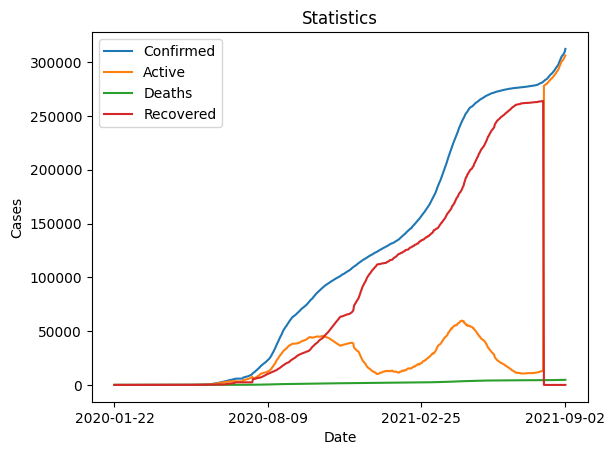 Statistics
Confirmed
Active
Deaths
Recovered
Cases
300000
250000
200000
150000
100000
50000
0
2020-01-22
2020-08-09
2021-02-25
2021-09-02
Date